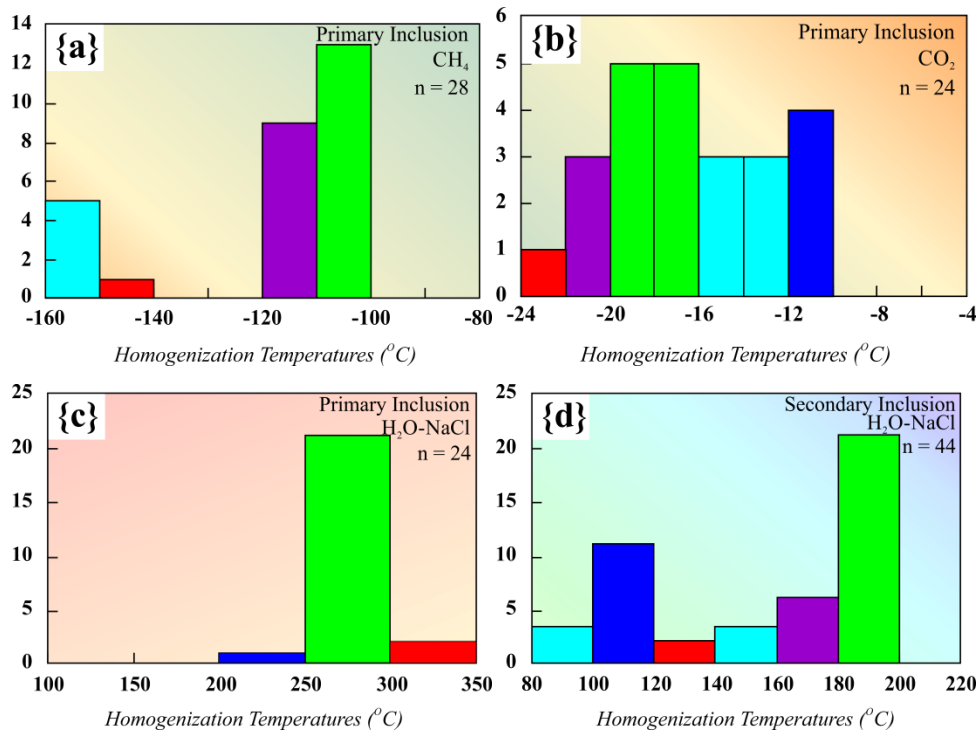 {a}
Primary Inclusion
CH₄
n = 28
14
12
10
8
6
4
2
0
-160 -140 -120 -100 -80
Homogenization Temperatures (°C)
{b}
Primary Inclusion
CO₂
n = 24
6
5
4
3
2
1
0
-24 -20 -16 -12 -8 -4
Homogenization Temperatures (°C)
{c}
Primary Inclusion
H₂O-NaCl
n = 24
25
20
15
10
5
0
100 150 200 250 300 350
Homogenization Temperatures (°C)
{d}
Secondary Inclusion
H₂O-NaCl
n = 44
25
20
15
10
5
0
80 100 120 140 160 180 200 220
Homogenization Temperatures (°C)